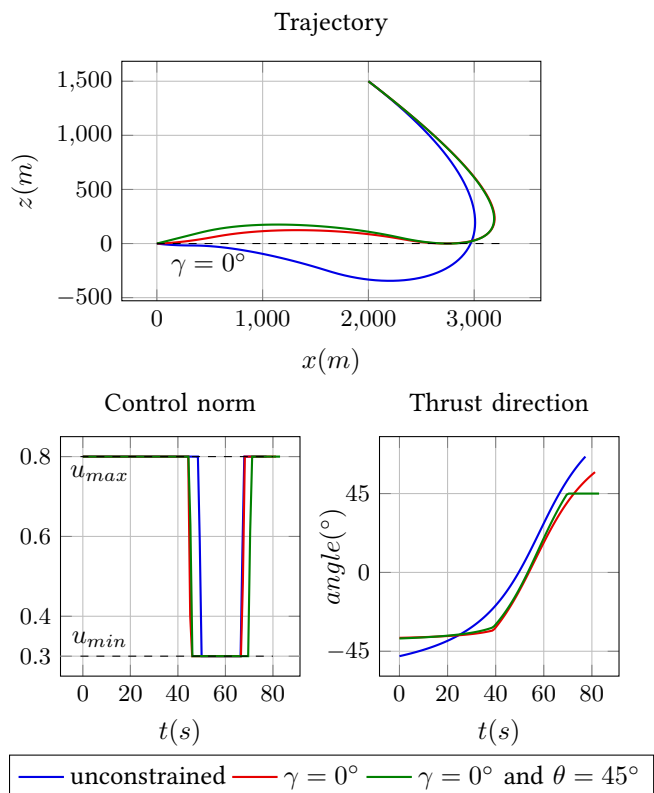 Trajectory
1,500
1,000
500
0
−500
z(m)
γ = 0°
0 1,000 2,000 3,000
x(m)
Control norm
0.8
0.6
0.4
0.3
u_max
u_min
0 20 40 60 80
t(s)
Thrust direction
45
0
−45
angle(°)
0 20 40 60 80
t(s)
unconstrained γ = 0° γ = 0° and θ = 45°